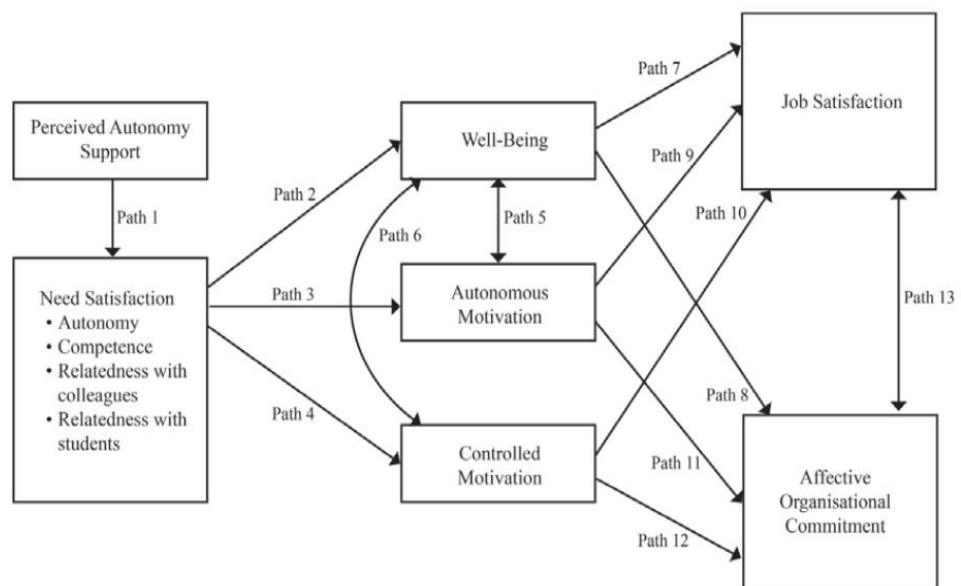 Perceived Autonomy
Support
Path 1
Need Satisfaction
• Autonomy
• Competence
• Relatedness with
colleagues
• Relatedness with
students
Path 2
Path 3
Path 4
Well-Being
Path 5
Path 6
Autonomous
Motivation
Controlled
Motivation
Path 7
Path 9
Path 10
Path 8
Path 11
Path 12
Job Satisfaction
Path 13
Affective
Organisational
Commitment